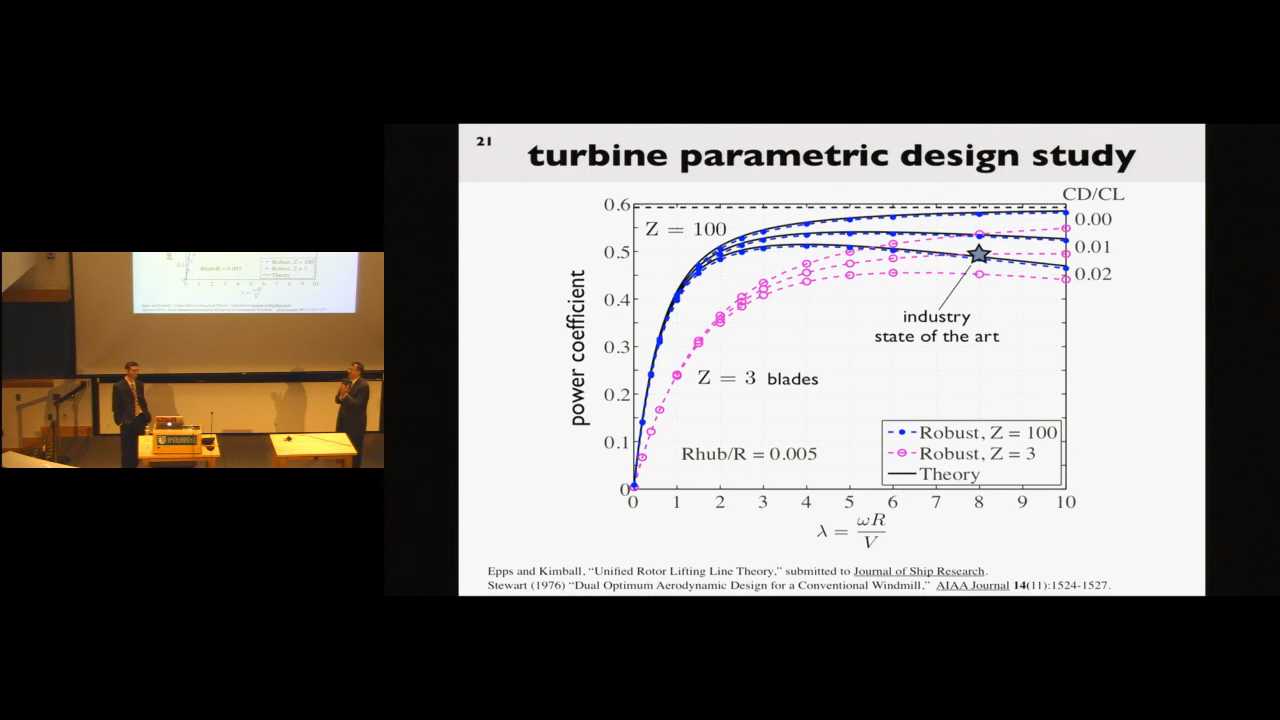 21
turbine parametric design study
CD/CL
0.00
0.01
0.02
0.6
0.5
0.4
0.3
0.2
0.1
0
power coefficient
Z = 100
industry
state of the art
Z = 3 blades
Rhub/R = 0.005
Robust, Z = 100
Robust, Z = 3
Theory
0 1 2 3 4 5 6 7 8 9 10
λ = ωR/V
Epps and Kimball, “Unified Rotor Lifting Line Theory,” submitted to Journal of Ship Research.
Stewart (1976) “Dual Optimum Aerodynamic Design for a Conventional Windmill,” AIAA Journal 14(11):1524-1527.